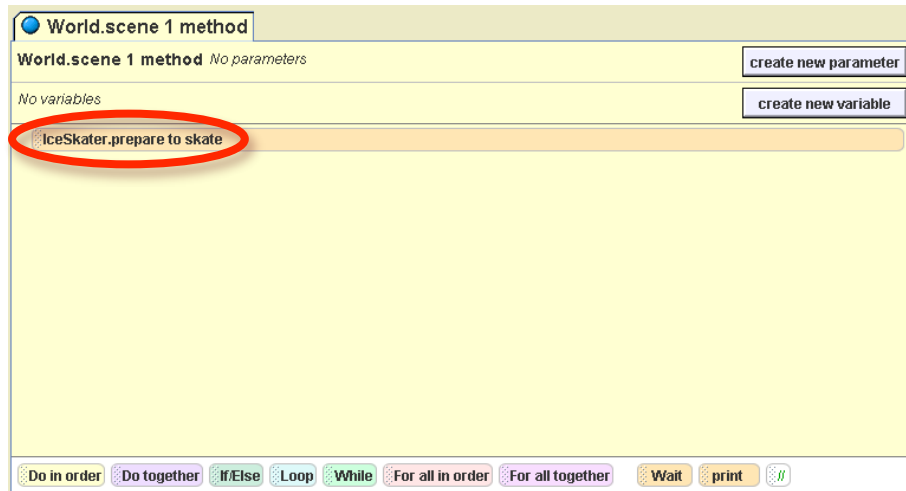 World.scene 1 method
World.scene 1 method No parameters
create new parameter
No variables
create new variable
IceSkater.prepare to skate
Do in order Do together If/Else Loop While For all in order For all together Wait print //